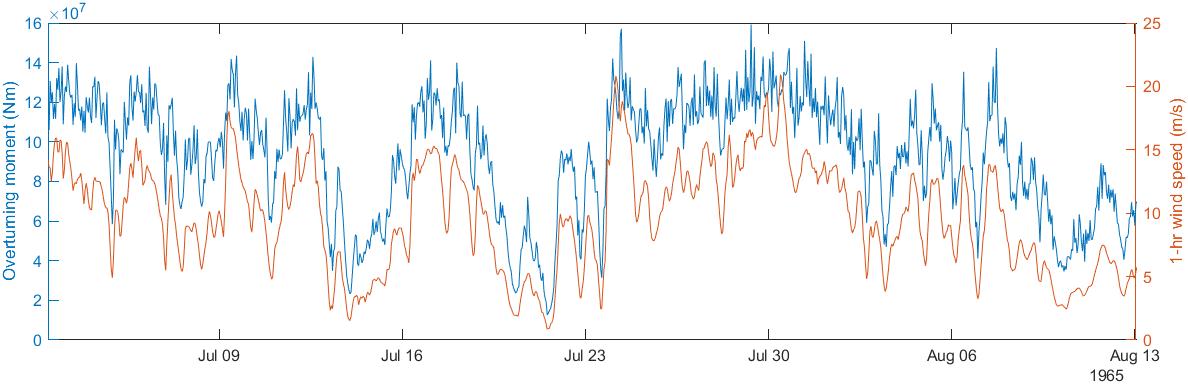 ×10⁷
16
14
12
10
8
6
4
2
0
Overturning moment (Nm)
25
20
15
10
5
0
1-hr wind speed (m/s)
Jul 09
Jul 16
Jul 23
Jul 30
Aug 06
Aug 13
1965